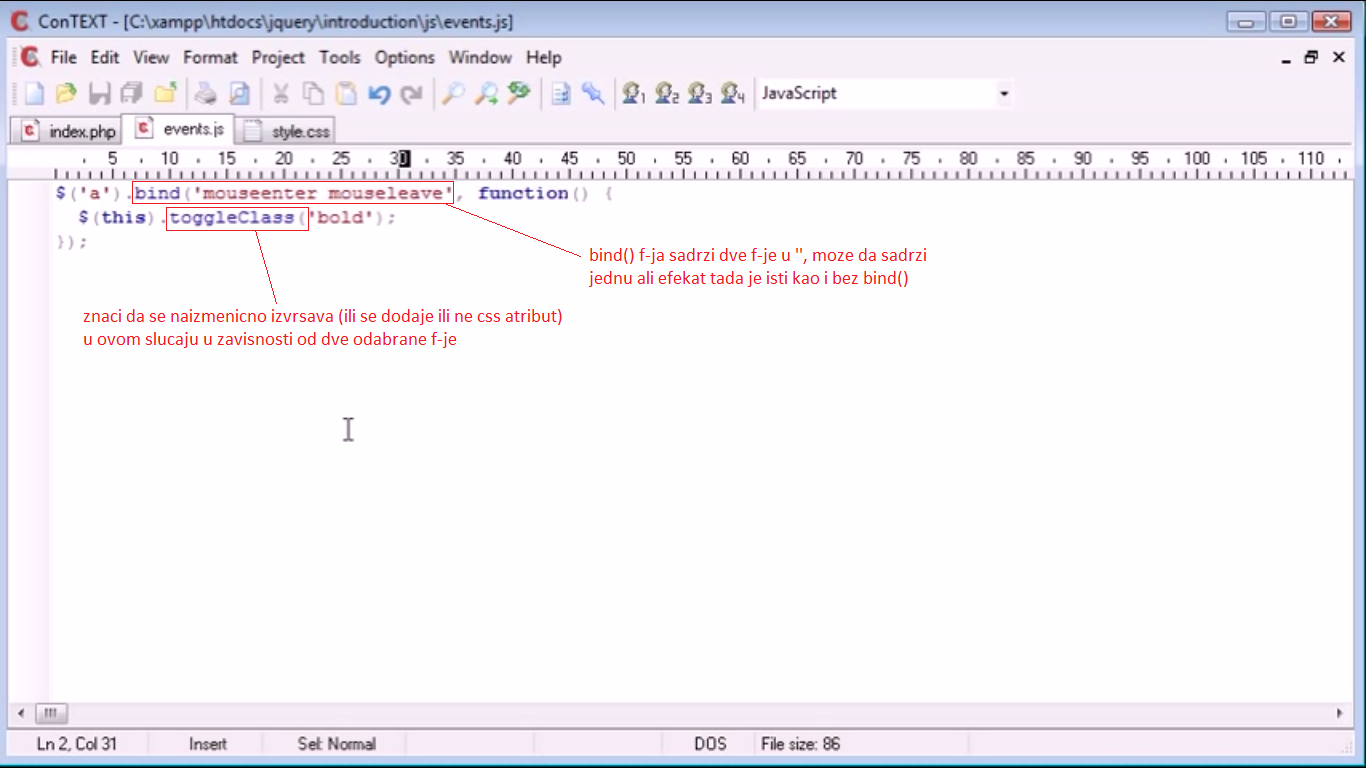 ConTEXT - [C:\xampp\htdocs\jquery\introduction\js\events.js]
File Edit View Format Project Tools Options Window Help
1 2 3 4 JavaScript
index.php events.js style.css
5 10 15 20 25 30 35 40 45 50 55 60 65 70 75 80 85 90 95 100 105 110
$('a').bind('mouseenter mouseleave', function() {
$(this).toggleClass('bold');
});
bind() f-ja sadrzi dve f-je u '', moze da sadrzi
jednu ali efekat tada je isti kao i bez bind()
znaci da se naizmenicno izvrsava (ili se dodaje ili ne css atribut)
u ovom slucaju u zavisnosti od dve odabrane f-je
Ln 2, Col 31 Insert Sel: Normal DOS File size: 86